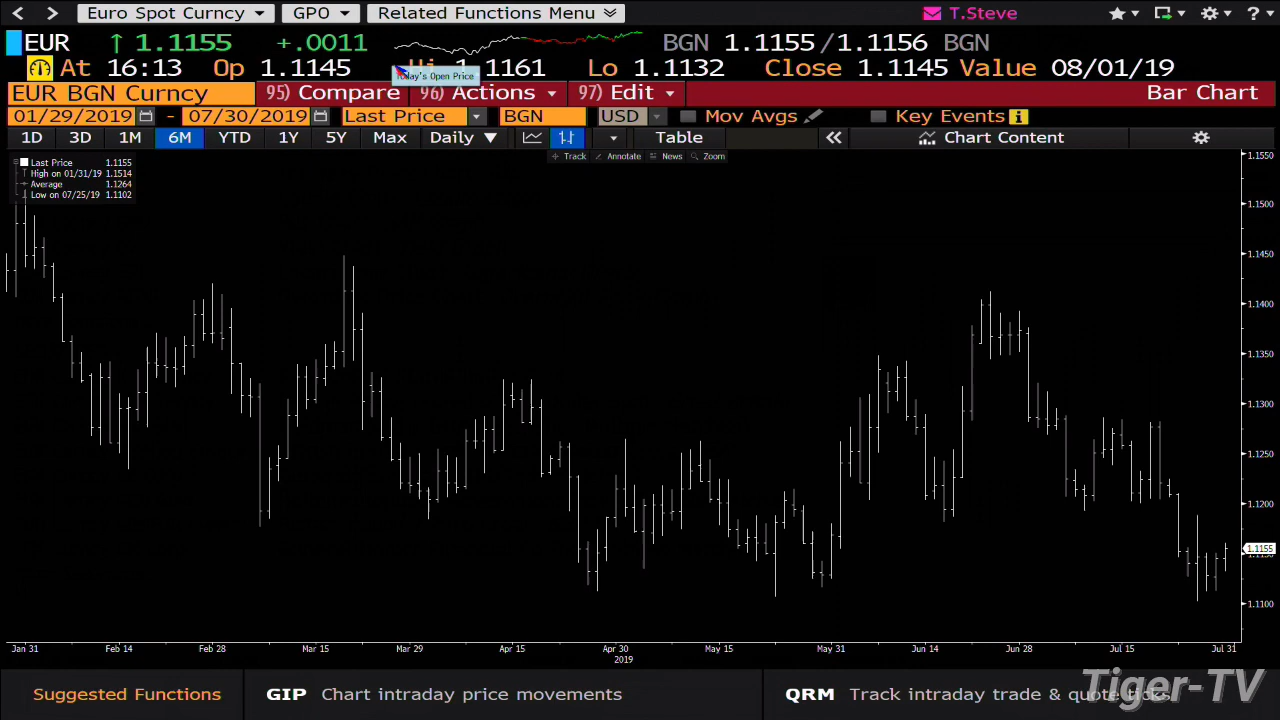 Euro Spot Curncy GPO Related Functions Menu T.Steve ?
EUR 1.1155 +.0011 BGN 1.1155/1.1156 BGN
At 16:13 Op 1.1145 Hi 1.1161 Lo 1.1132 Close 1.1145 Value 08/01/19
Today's Open Price
EUR BGN Curncy 95) Compare 96) Actions 97) Edit Bar Chart
01/29/2019 - 07/30/2019 Last Price BGN USD Mov Avgs Key Events i
1D 3D 1M 6M YTD 1Y 5Y Max Daily Table Chart Content
Track Annotate News Zoom
Last Price 1.1155
High on 01/31/19 1.1514
Average 1.1264
Low on 07/25/19 1.1102
1.1550
1.1500
1.1450
1.1400
1.1350
1.1300
1.1250
1.1200
1.1155
1.1150
1.1100
Jan 31 Feb 14 Feb 28 Mar 15 Mar 29 Apr 15 Apr 30 May 15 May 31 Jun 14 Jun 28 Jul 15 Jul 31
2019
Suggested Functions GIP Chart intraday price movements QRM Track intraday trade & quote ticks
Tiger-TV